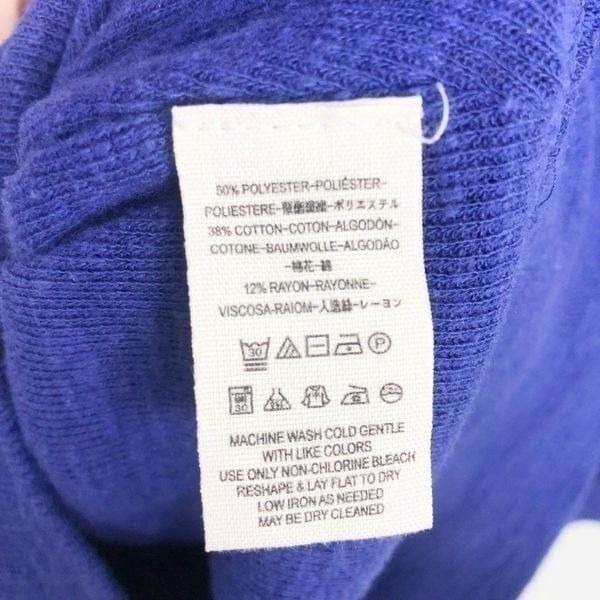 50% POLYESTER-POLIÉSTER-
POLIESTERE-聚酯纖維-ポリエステル
38% COTTON-COTON-ALGODÓN-
COTONE-BAUMWOLLE-ALGODÃO
-棉花-綿
12% RAYON-RAYONNE-
VISCOSA-RAIOM-人造絲-レーヨン
30 P
30 30
MACHINE WASH COLD GENTLE
WITH LIKE COLORS
USE ONLY NON-CHLORINE BLEACH
RESHAPE & LAY FLAT TO DRY
LOW IRON AS NEEDED
MAY BE DRY CLEANED